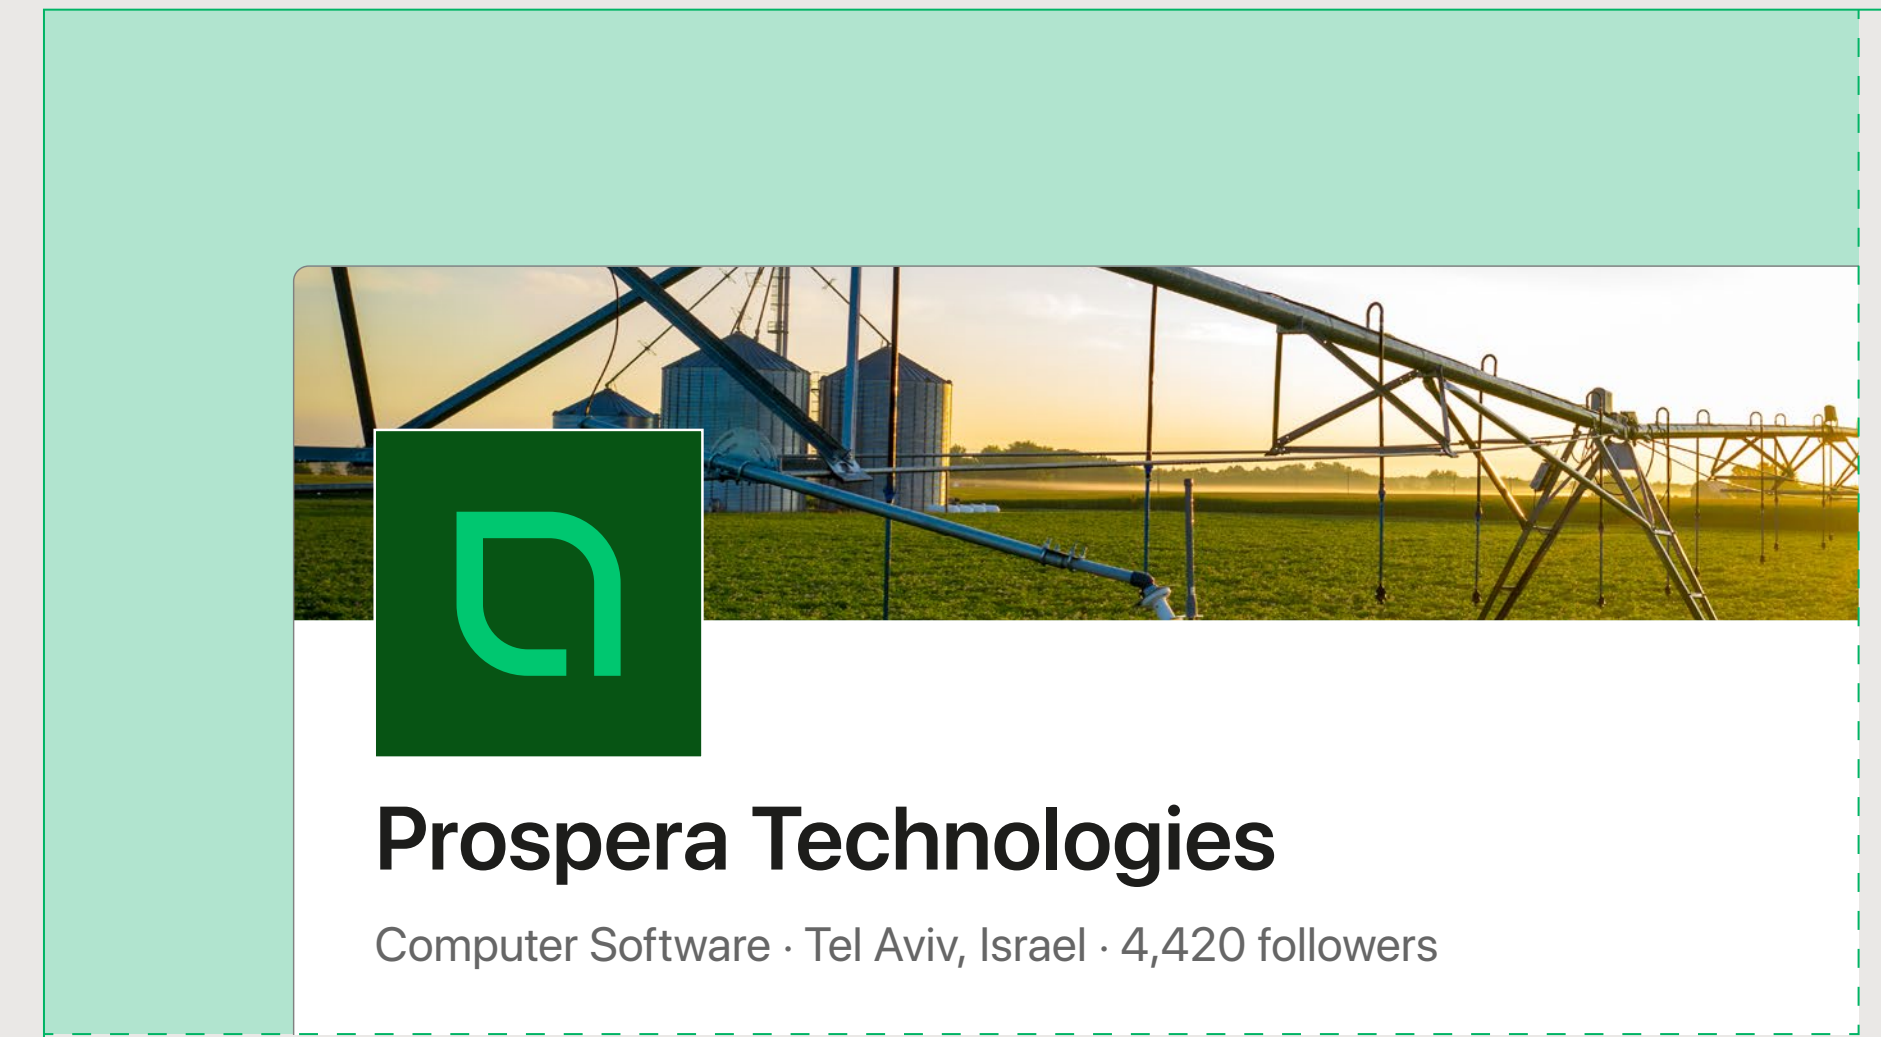 Prospera Technologies
Computer Software · Tel Aviv, Israel · 4,420 followers